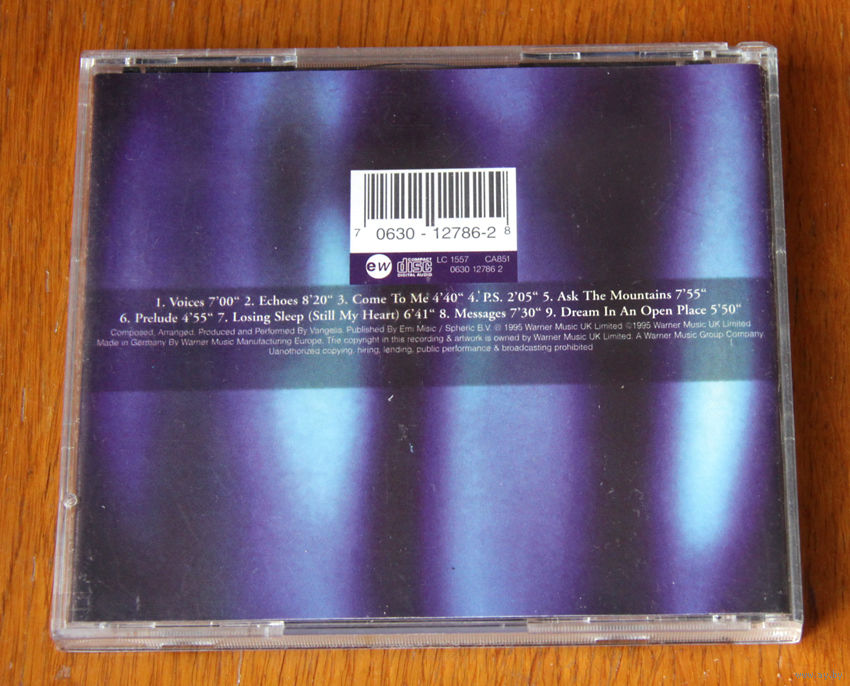 7 0630 - 12786-2 8
ew COMPACT disc DIGITAL AUDIO LC 1557 CA851
0630 12786 2
1. Voices 7'00“ 2. Echoes 8'20“ 3. Come To Me 4'40“ 4. P.S. 2'05“ 5. Ask The Mountains 7'55“
6. Prelude 4'55“ 7. Losing Sleep (Still My Heart) 6'41“ 8. Messages 7'30“ 9. Dream In An Open Place 5'50“
Composed, Arranged, Produced and Performed By Vangelis. Published By Emi Misic / Spheric B.V. ℗ 1995 Warner Music UK Limited ©1995 Warner Music UK Limited
Made in Germany By Warner Music Manufacturing Europe. The copyright in this recording & artwork is owned by Warner Music UK Limited. A Warner Music Group Company.
Uanothorized copying, hiring, lending, public performance & broadcasting prohibited